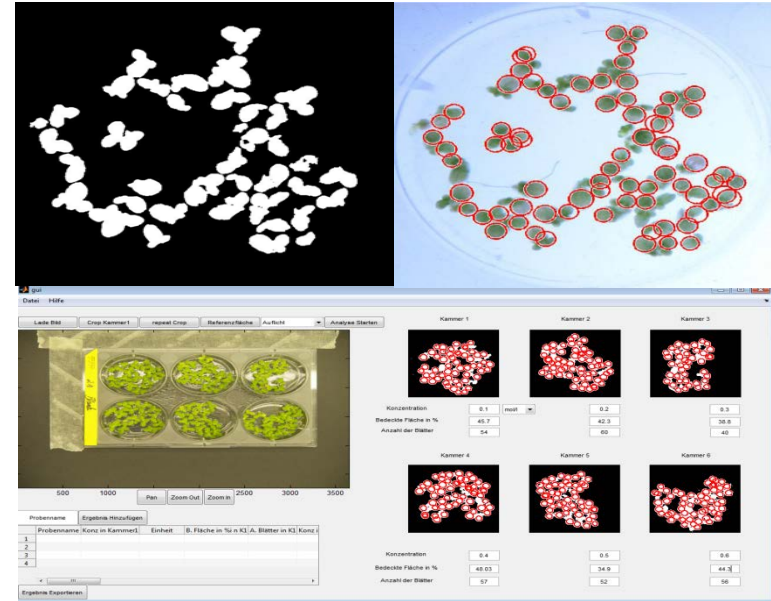 gui
Datei Hilfe
Lade Bild Crop Kammer1 repeat Crop Referenzfläche Auflicht Analyse Starten
Kammer 1 Kammer 2 Kammer 3
Konzentration 0.1 mol/l 0.2 0.3
Bedeckte Fläche in % 45.7 42.3 38.8
Anzahl der Blätter 54 60 40
Kammer 4 Kammer 5 Kammer 6
500 1000 2500 3000 3500
Pan Zoom Out Zoom In
Probenname Ergebnis Hinzufügen
Probenname Konz in Kammer1 Einheit B. Fläche in %i n K1 A. Blätter in K1 Konz i
1
2
3
4
Konzentration 0.4 0.5 0.6
Bedeckte Fläche in % 48.03 34.9 44.3
Anzahl der Blätter 57 52 56
Ergebnis Exportieren